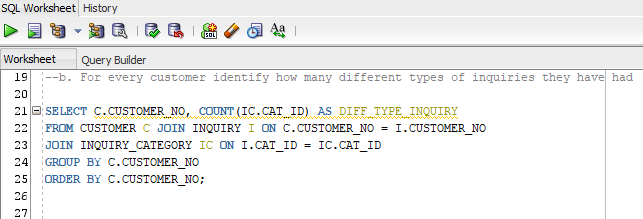 SQL Worksheet History
Worksheet Query Builder
19 --b. For every customer identify how many different types of inquiries they have had
20
21 SELECT C.CUSTOMER_NO, COUNT(IC.CAT_ID) AS DIFF_TYPE_INQUIRY
22 FROM CUSTOMER C JOIN INQUIRY I ON C.CUSTOMER_NO = I.CUSTOMER_NO
23 JOIN INQUIRY_CATEGORY IC ON I.CAT_ID = IC.CAT_ID
24 GROUP BY C.CUSTOMER_NO
25 ORDER BY C.CUSTOMER_NO;
26
27